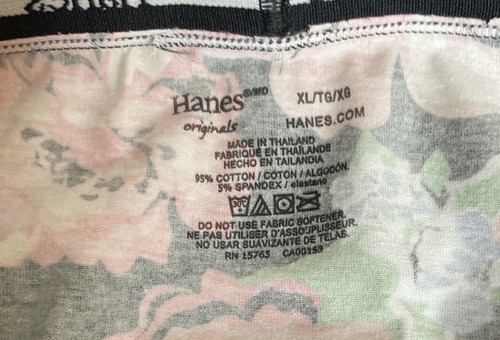 Hanes®/MD XL/TG/XG
originals HANES.COM
MADE IN THAILAND
FABRIQUÉ EN THAÏLANDE
HECHO EN TAILANDIA
95% COTTON / COTON / ALGODÓN,
5% SPANDEX / elastano
DO NOT USE FABRIC SOFTENER.
NE PAS UTILISER D'ASSOUPLISSEUR.
NO USAR SUAVIZANTE DE TELAS.
RN 15763 CA00153